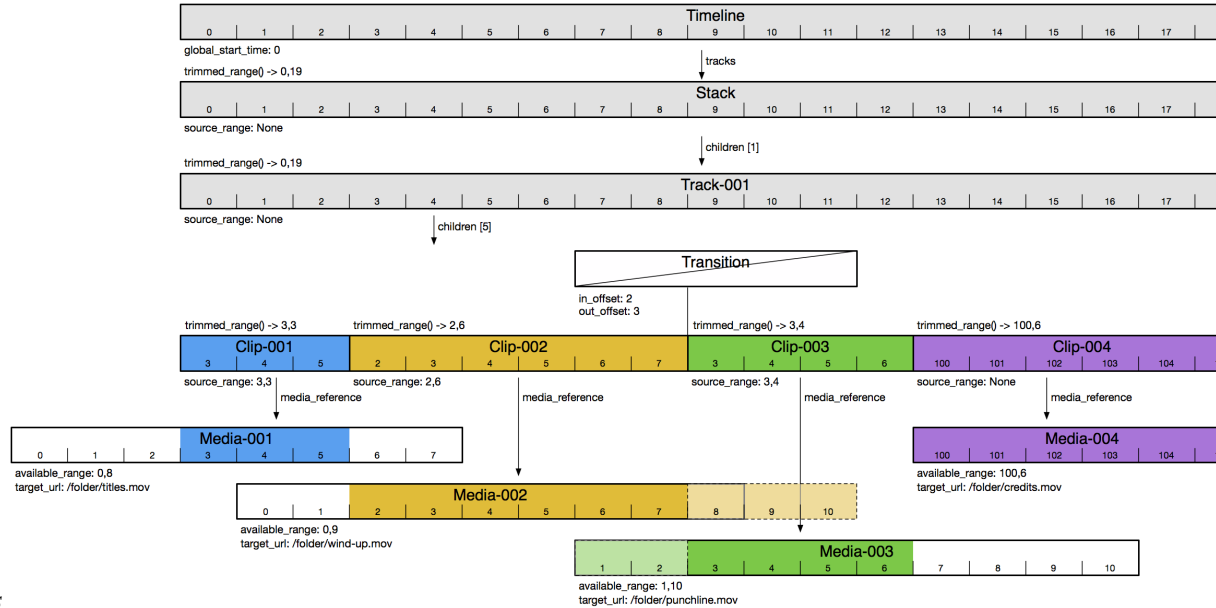 Timeline
0 1 2 3 4 5 6 7 8 9 10 11 12 13 14 15 16 17
global_start_time: 0
tracks
trimmed_range() -> 0,19
Stack
0 1 2 3 4 5 6 7 8 9 10 11 12 13 14 15 16 17
source_range: None
children [1]
trimmed_range() -> 0,19
Track-001
0 1 2 3 4 5 6 7 8 9 10 11 12 13 14 15 16 17
source_range: None
children [5]
Transition
in_offset: 2
out_offset: 3
trimmed_range() -> 3,3 trimmed_range() -> 2,6 trimmed_range() -> 3,4 trimmed_range() -> 100,6
Clip-001 Clip-002 Clip-003 Clip-004
3 4 5 2 3 4 5 6 7 3 4 5 6 100 101 102 103 104
source_range: 3,3 source_range: 2,6 source_range: 3,4 source_range: None
media_reference media_reference media_reference media_reference
Media-001 Media-004
0 1 2 3 4 5 6 7 100 101 102 103 104
available_range: 0,8 available_range: 100,6
target_url: /folder/titles.mov target_url: /folder/credits.mov
Media-002
0 1 2 3 4 5 6 7 8 9 10
available_range: 0,9
target_url: /folder/wind-up.mov
Media-003
1 2 3 4 5 6 7 8 9 10
available_range: 1,10
target_url: /folder/punchline.mov